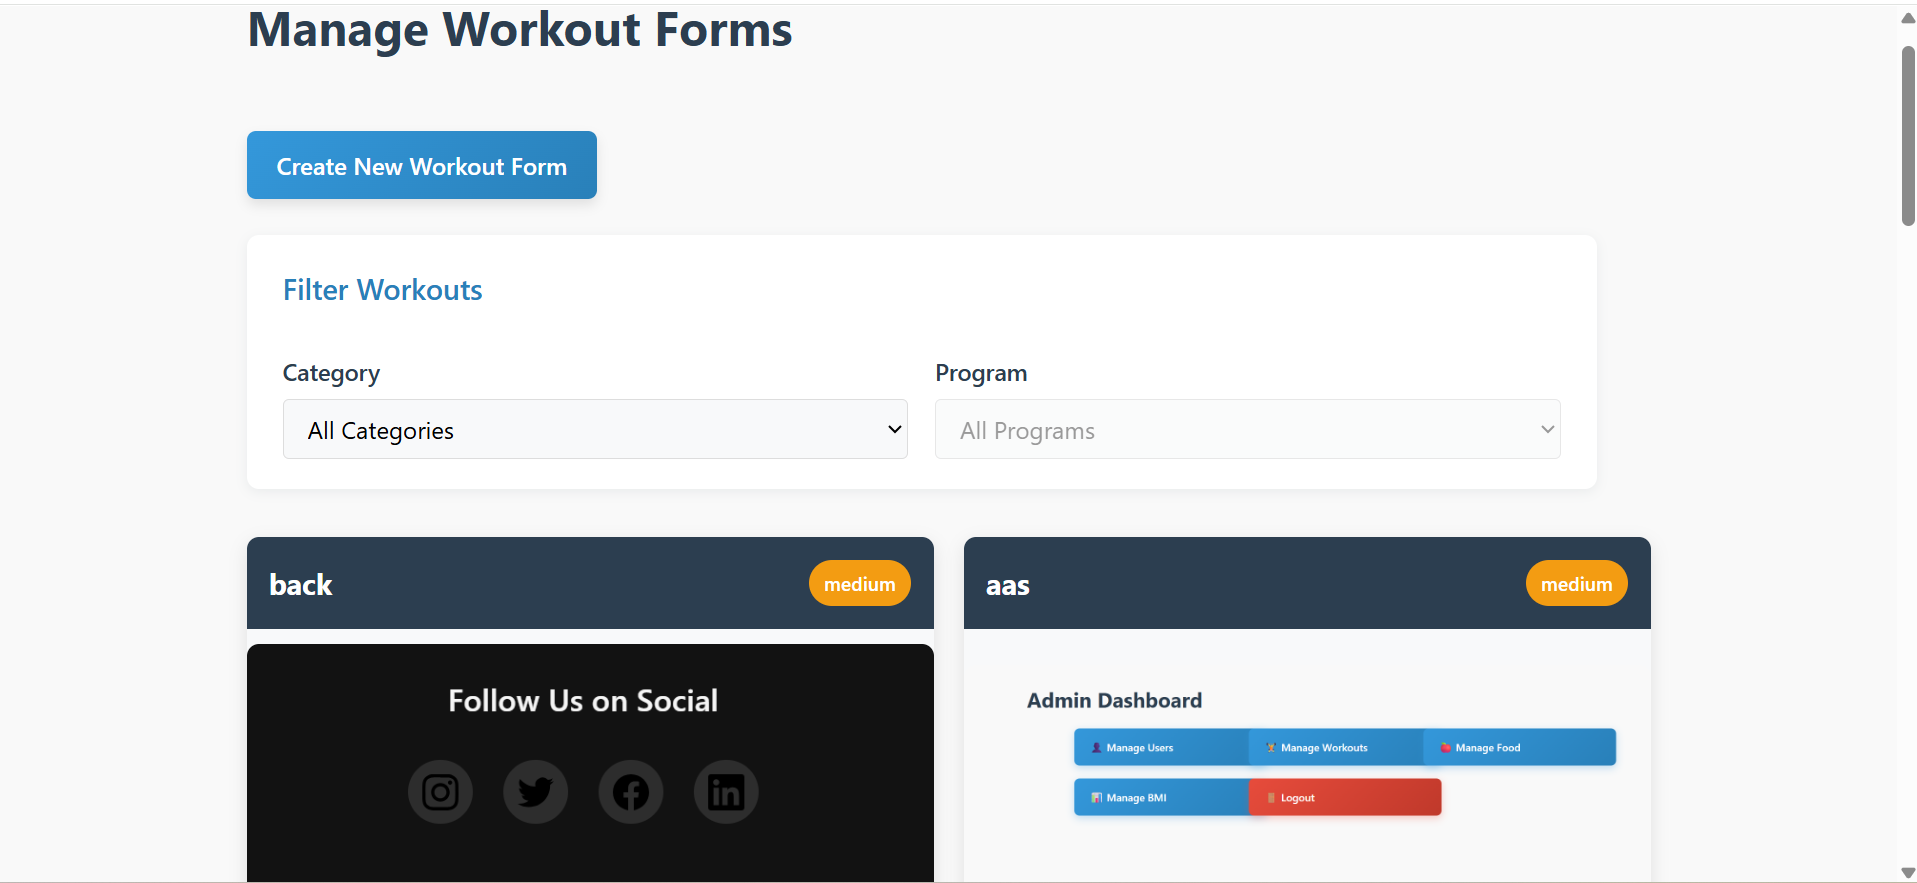 Manage Workout Forms
Create New Workout Form
Filter Workouts
Category
Program
All Categories
All Programs
back
medium
aas
medium
Follow Us on Social
Admin Dashboard
Manage Users
Manage Workouts
Manage Food
Manage BMI
Logout